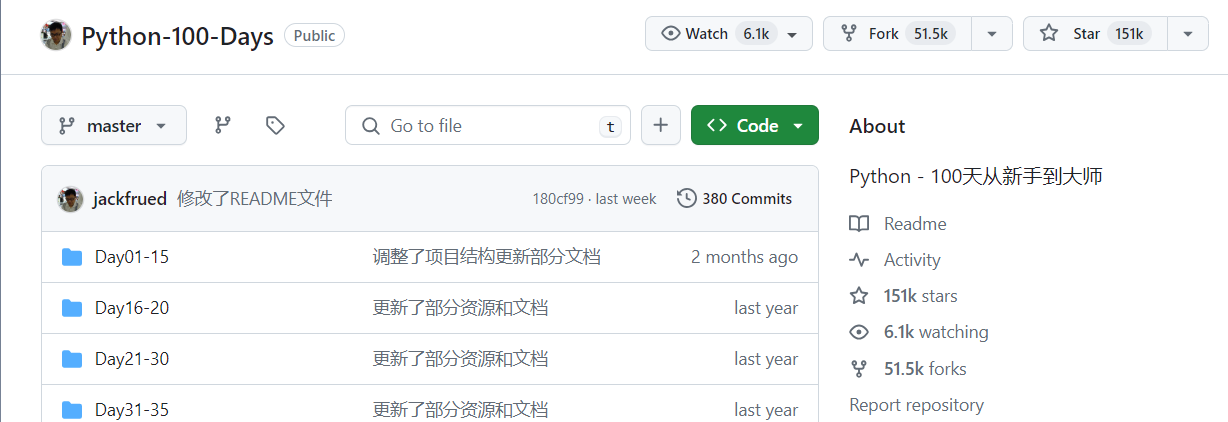 Python-100-Days Public Watch 6.1k Fork 51.5k Star 151k
master Go to file t Code
About
Python - 100天从新手到大师
jackfrued 修改了README文件 180cf99 · last week 380 Commits
Readme
Day01-15 调整了项目结构更新部分文档 2 months ago
Activity
151k stars
Day16-20 更新了部分资源和文档 last year
6.1k watching
Day21-30 更新了部分资源和文档 last year
51.5k forks
Day31-35 更新了部分资源和文档 last year
Report repository